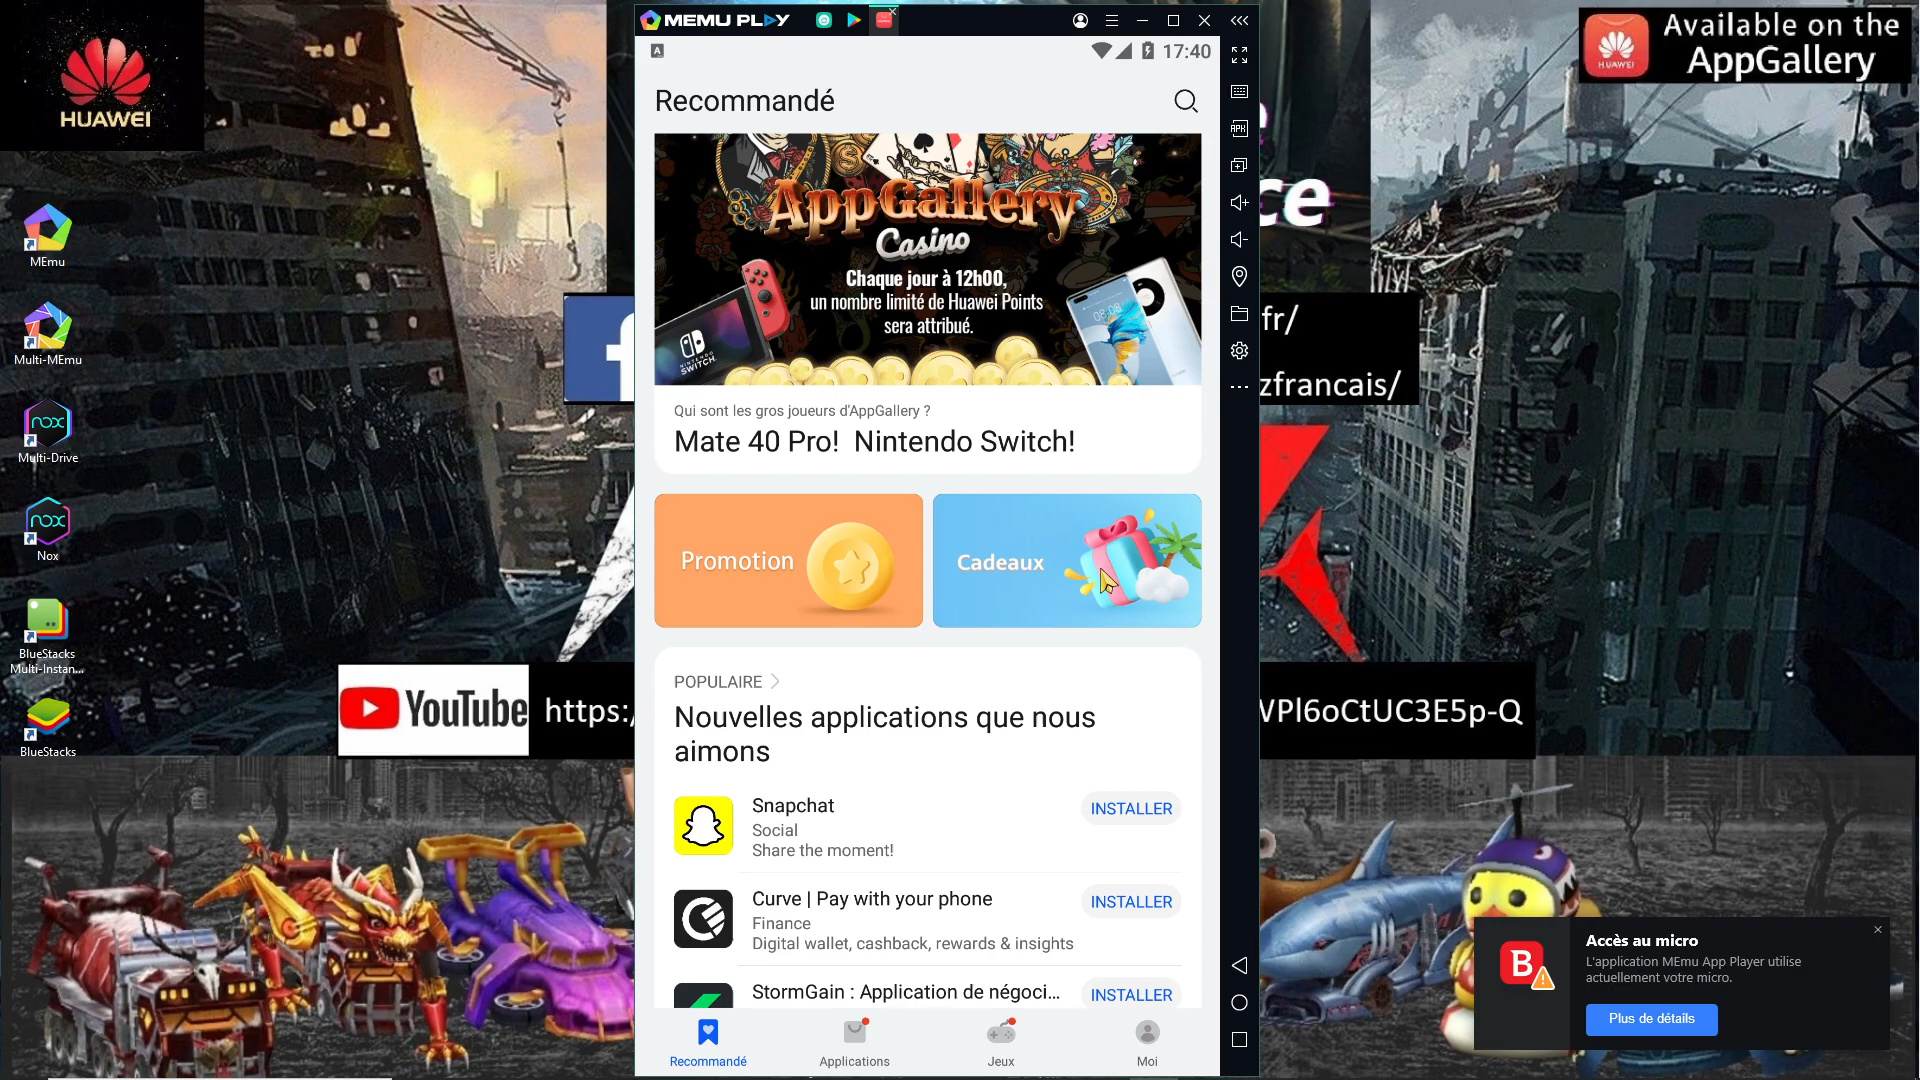 HUAWEI
MEmu
Multi-MEmu
Multi-Drive
Nox
BlueStacks
Multi-Instan...
BlueStacks
YouTube
https:/
MEMU PLAY
17:40
Recommandé
AppGallery
Casino
Chaque jour à 12h00,
un nombre limité de Huawei Points
sera attribué.
NINTENDO
SWITCH
Qui sont les gros joueurs d'AppGallery ?
Mate 40 Pro! Nintendo Switch!
Promotion
Cadeaux
POPULAIRE
Nouvelles applications que nous
aimons
Snapchat
Social
Share the moment!
INSTALLER
Curve | Pay with your phone
Finance
Digital wallet, cashback, rewards & insights
INSTALLER
StormGain : Application de négoci...
INSTALLER
Recommandé
Applications
Jeux
Moi
APK
HUAWEI
Available on the
AppGallery
ce
fr/
zfrancais/
VPl6oCtUC3E5p-Q
Accès au micro
L'application MEmu App Player utilise
actuellement votre micro.
Plus de détails